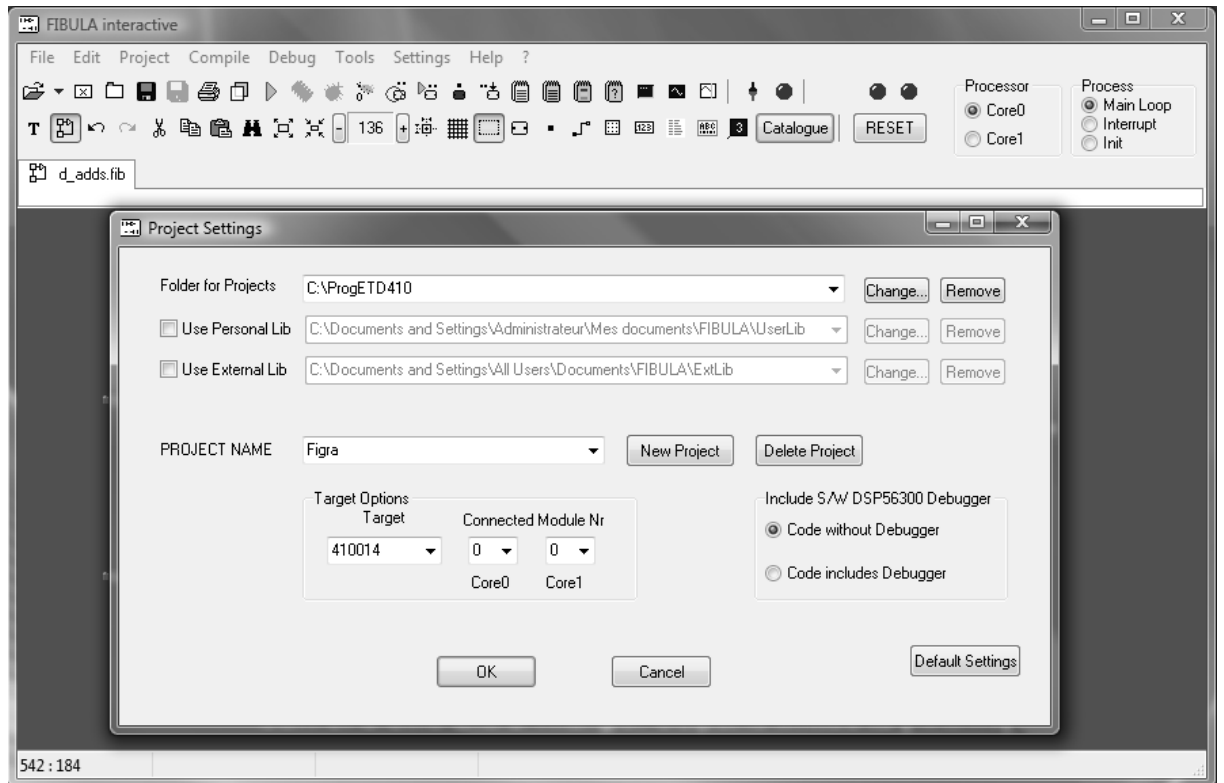 FIBULA interactive
File Edit Project Compile Debug Tools Settings Help ?
Processor
Core0
Core1
Process
Main Loop
Interrupt
Init
T - 136 + 123 ABC 3 Catalogue RESET
d_adds.fib
Project Settings
Folder for Projects C:\ProgETD410 Change... Remove
Use Personal Lib C:\Documents and Settings\Administrateur\Mes documents\FIBULA\UserLib Change... Remove
Use External Lib C:\Documents and Settings\All Users\Documents\FIBULA\ExtLib Change... Remove
PROJECT NAME Figra New Project Delete Project
Target Options
Target Connected Module Nr
410014 0 0
Core0 Core1
Include S/W DSP56300 Debugger
Code without Debugger
Code includes Debugger
Default Settings
OK Cancel
542 : 184